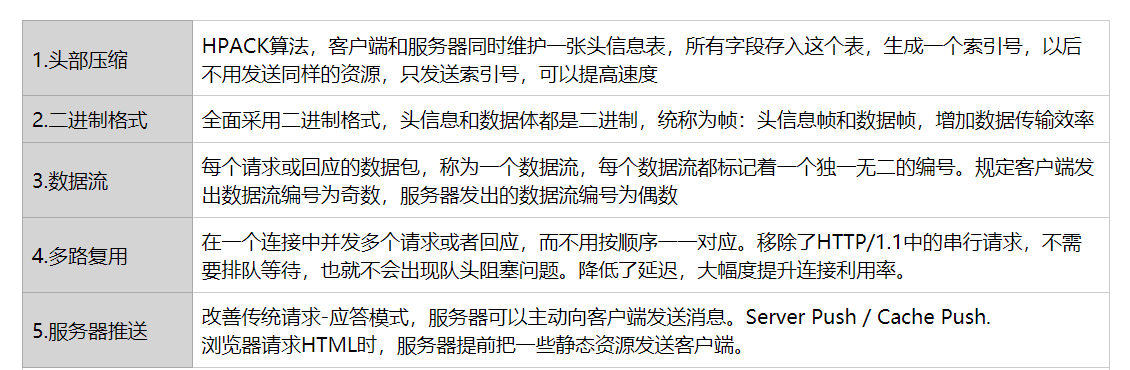 1.头部压缩
HPACK算法，客户端和服务器同时维护一张头信息表，所有字段存入这个表，生成一个索引号，以后
不用发送同样的资源，只发送索引号，可以提高速度
2.二进制格式
全面采用二进制格式，头信息和数据体都是二进制，统称为帧：头信息帧和数据帧，增加数据传输效率
3.数据流
每个请求或回应的数据包，称为一个数据流，每个数据流都标记着一个独一无二的编号。规定客户端发
出数据流编号为奇数，服务器发出的数据流编号为偶数
4.多路复用
在一个连接中并发多个请求或者回应，而不用按顺序一一对应。移除了HTTP/1.1中的串行请求，不需
要排队等待，也就不会出现队头阻塞问题。降低了延迟，大幅度提升连接利用率。
5.服务器推送
改善传统请求-应答模式，服务器可以主动向客户端发送消息。Server Push / Cache Push.
浏览器请求HTML时，服务器提前把一些静态资源发送客户端。